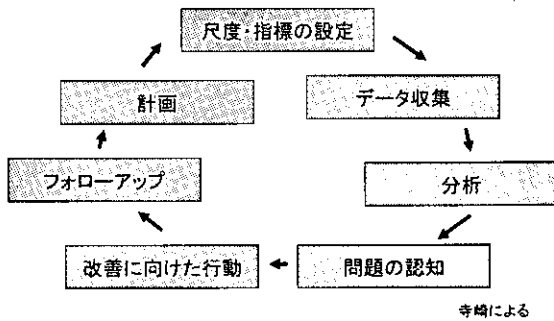 尺度・指標の設定
データ収集
分析
問題の認知
改善に向けた行動
フォローアップ
計画
寺崎による